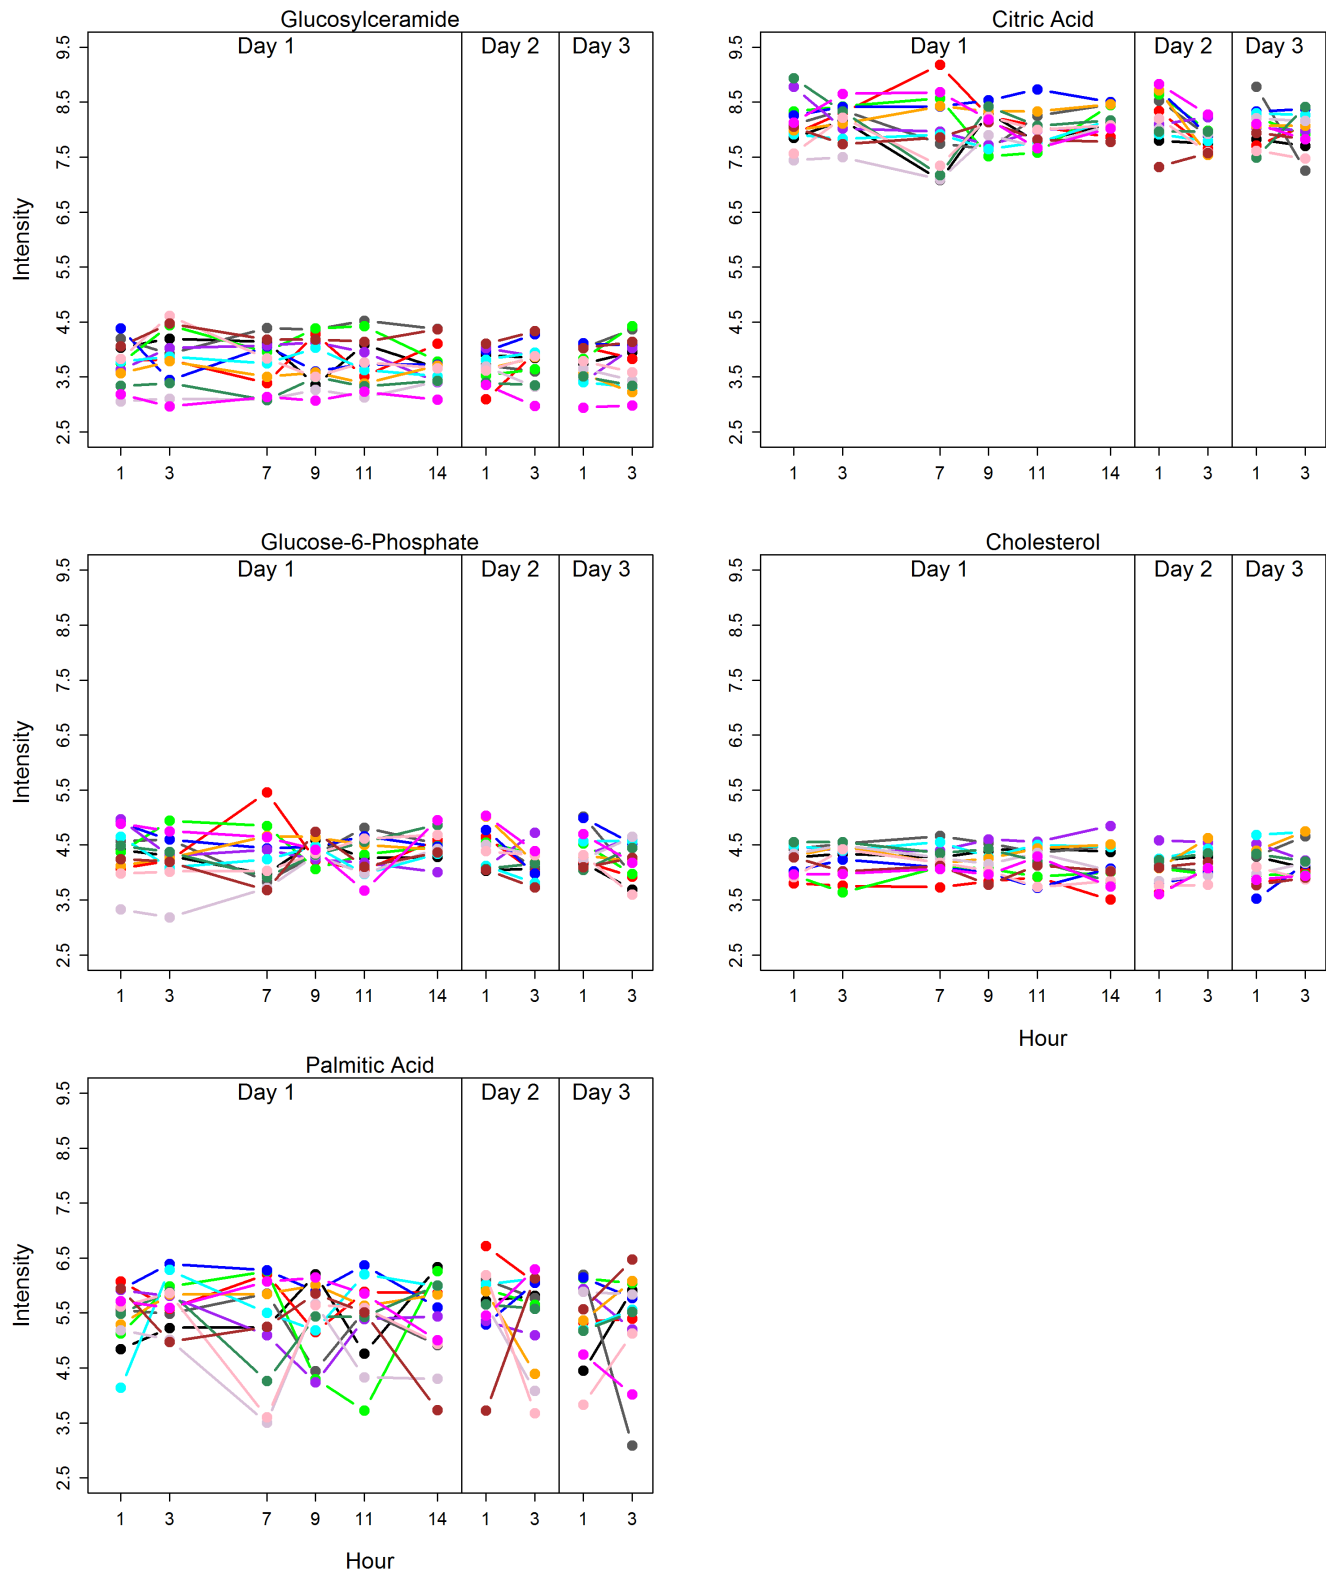 Glucosylceramide
Day 1 Day 2 Day 3
Intensity
9.5
8.5
7.5
6.5
5.5
4.5
3.5
2.5
1 3 7 9 11 14 1 3 1 3
Citric Acid
Day 1 Day 2 Day 3
9.5
8.5
7.5
6.5
5.5
4.5
3.5
2.5
1 3 7 9 11 14 1 3 1 3
Glucose-6-Phosphate
Day 1 Day 2 Day 3
Intensity
9.5
8.5
7.5
6.5
5.5
4.5
3.5
2.5
1 3 7 9 11 14 1 3 1 3
Cholesterol
Day 1 Day 2 Day 3
9.5
8.5
7.5
6.5
5.5
4.5
3.5
2.5
1 3 7 9 11 14 1 3 1 3
Hour
Palmitic Acid
Day 1 Day 2 Day 3
Intensity
9.5
8.5
7.5
6.5
5.5
4.5
3.5
2.5
1 3 7 9 11 14 1 3 1 3
Hour